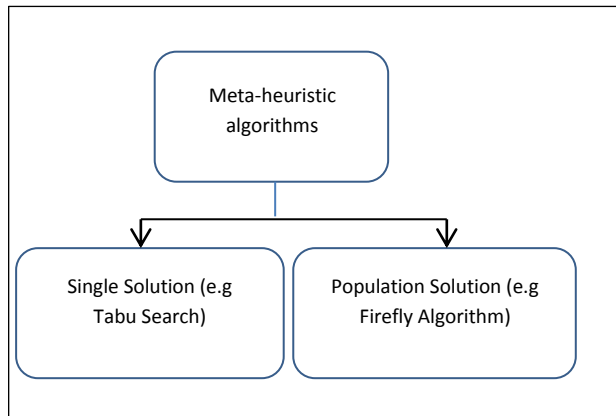 Meta-heuristic
algorithms
Single Solution (e.g
Tabu Search)
Population Solution (e.g
Firefly Algorithm)